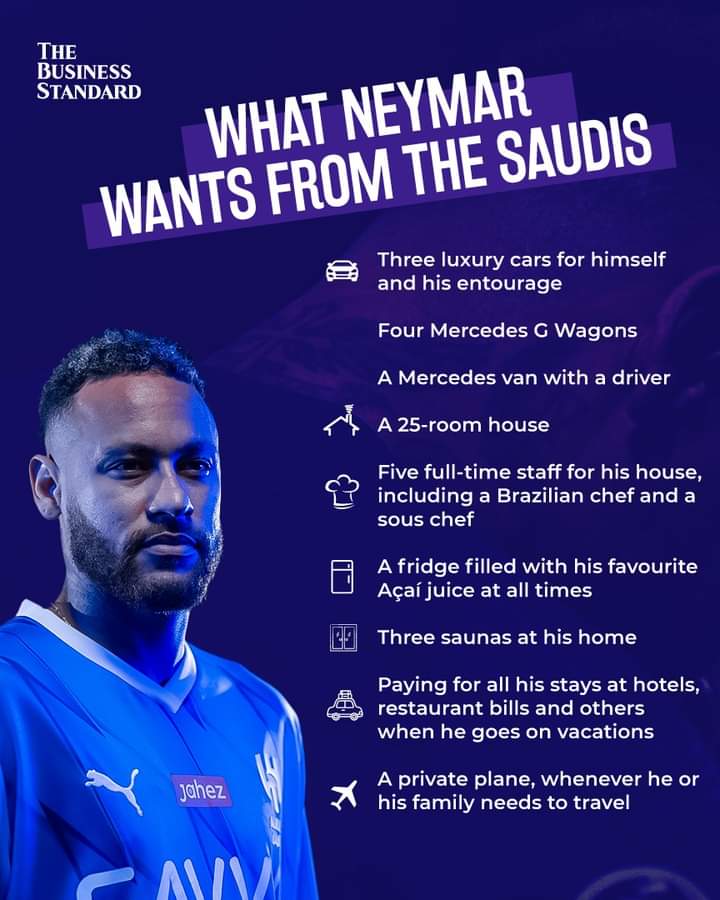 THE
BUSINESS
STANDARD
WHAT NEYMAR
WANTS FROM THE SAUDIS
Three luxury cars for himself
and his entourage
Four Mercedes G Wagons
A Mercedes van with a driver
A 25-room house
Five full-time staff for his house,
including a Brazilian chef and a
sous chef
A fridge filled with his favourite
Açaí juice at all times
Three saunas at his home
Paying for all his stays at hotels,
restaurant bills and others
when he goes on vacations
A private plane, whenever he or
his family needs to travel
jahez